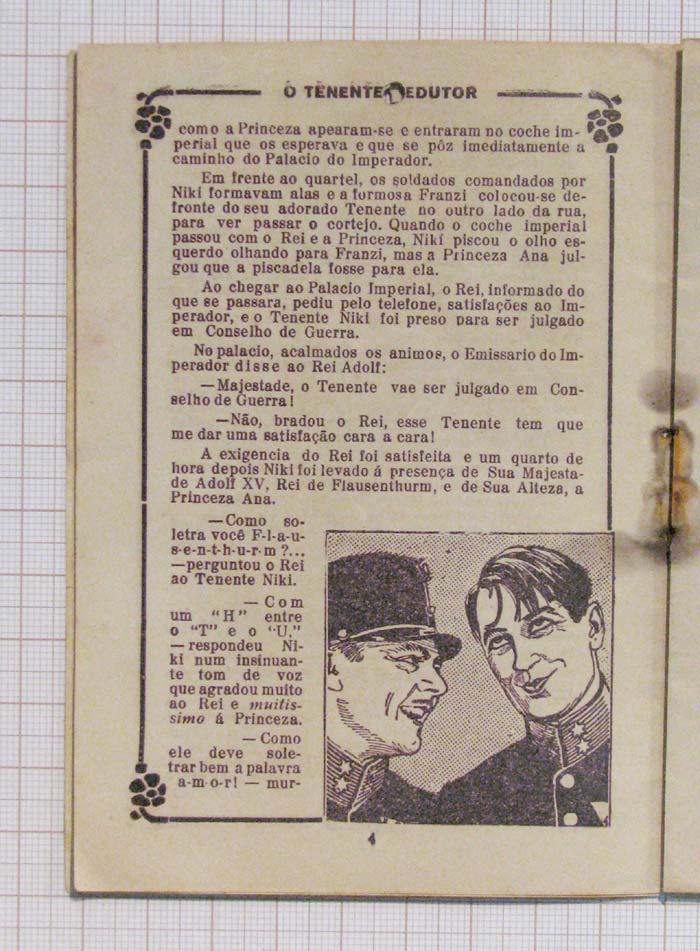 O TENENTE SEDUTOR
como a Princeza apearam-se e entraram no coche im-
perial que os esperava e que se pôz imediatamente a
caminho do Palacio do Imperador.
Em frente ao quartel, os soldados comandados por
Niki formavam alas e a formosa Franzi colocou-se de-
fronte do seu adorado Tenente no outro lado da rua,
para ver passar o cortejo. Quando o coche imperial
passou com o Rei e a Princeza, Niki piscou o olho es-
querdo olhando para Franzi, mas a Princeza Ana jul-
gou que a piscadela fosse para ela.
Ao chegar ao Palacio Imperial, o Rei, informado do
que se passara, pediu pelo telefone, satisfações ao Im-
perador, e o Tenente Niki foi preso para ser julgado
em Conselho de Guerra.
No palacio, acalmados os animos, o Emissario do Im-
perador disse ao Rei Adolf:
—Majestade, o Tenente vae ser julgado em Con-
selho de Guerra!
—Não, bradou o Rei, esse Tenente tem que
me dar uma satisfação cara a cara!
A exigencia do Rei foi satisfeita e um quarto de
hora depois Niki foi levado á presença de Sua Majesta-
de Adolf XV, Rei de Flausenthurm, e de Sua Alteza, a
Princeza Ana.
—Como so-
letra você F-l-a-u-
s-e-n-t-h-u-r-m ?...
—perguntou o Rei
ao Tenente Niki.
—Com
um "H" entre
o "T" e o "U."
—respondeu Ni-
ki num insinuan-
te tom de voz
que agradou muito
ao Rei e muitis-
simo á Princeza.
—Como
ele deve sole-
trar bem a palavra
a-m-o-r! — mur-
4